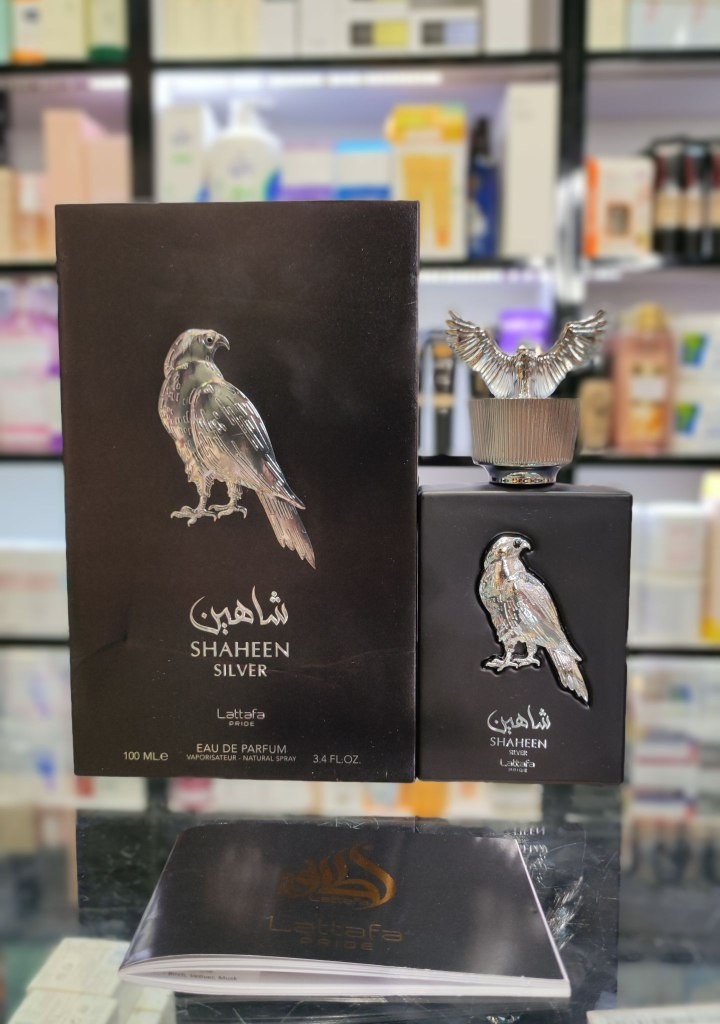 شاهين
SHAHEEN
SILVER
Lattafa
PRIDE
100 ML e
EAU DE PARFUM
VAPORISATEUR - NATURAL SPRAY
3.4 FL.OZ.
شاهين
SHAHEEN
SILVER
Lattafa
PRIDE
Lattafa
PRIDE